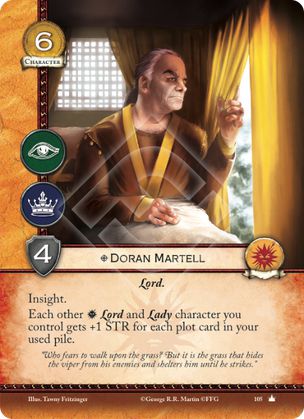 6
CHARACTER
4
DORAN MARTELL
Lord.
Insight.
Each other Lord and Lady character you
control gets +1 STR for each plot card in your
used pile.
"Who fears to walk upon the grass? But it is the grass that hides
the viper from his enemies and shelters him until he strikes."
Illus. Tawny Fritzinger ©George R.R. Martin ©FFG 105